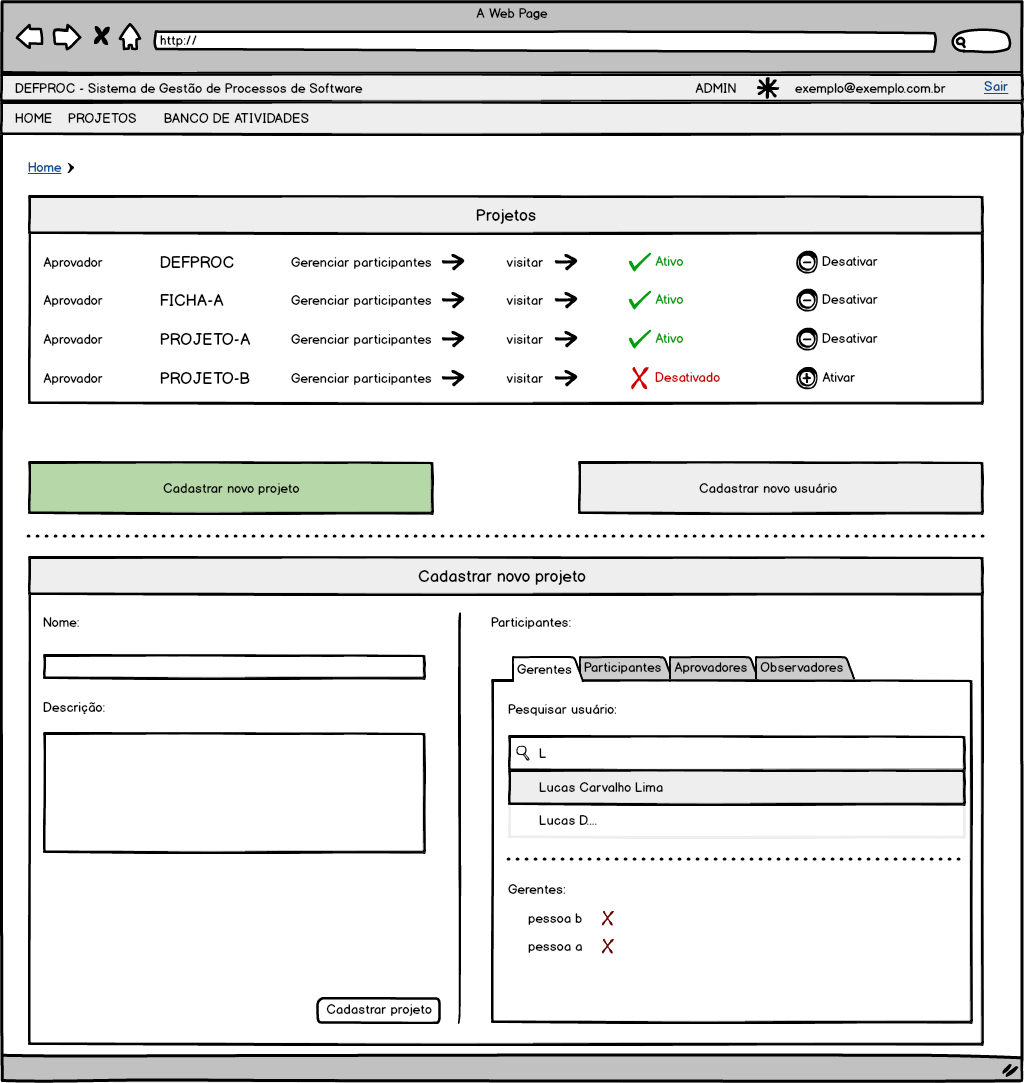 A Web Page
http://
DEFPROC - Sistema de Gestão de Processos de Software ADMIN exemplo@exemplo.com.br Sair
HOME PROJETOS BANCO DE ATIVIDADES
Home
Projetos
Aprovador DEFPROC Gerenciar participantes visitar Ativo Desativar
Aprovador FICHA-A Gerenciar participantes visitar Ativo Desativar
Aprovador PROJETO-A Gerenciar participantes visitar Ativo Desativar
Aprovador PROJETO-B Gerenciar participantes visitar Desativado Ativar
Cadastrar novo projeto Cadastrar novo usuário
Cadastrar novo projeto
Nome:
Descrição:
Cadastrar projeto
Participantes:
Gerentes Participantes Aprovadores Observadores
Pesquisar usuário:
L
Lucas Carvalho Lima
Lucas D....
Gerentes:
pessoa b
pessoa a